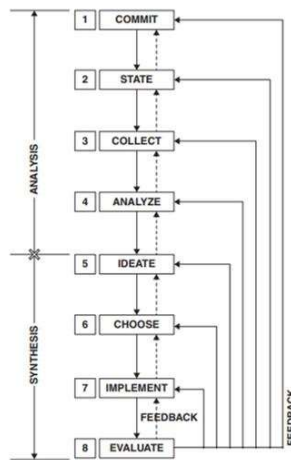 1 COMMIT
2 STATE
3 COLLECT
ANALYSIS
4 ANALYZE
5 IDEATE
6 CHOOSE
SYNTHESIS
7 IMPLEMENT
FEEDBACK
8 EVALUATE
FEEDBACK